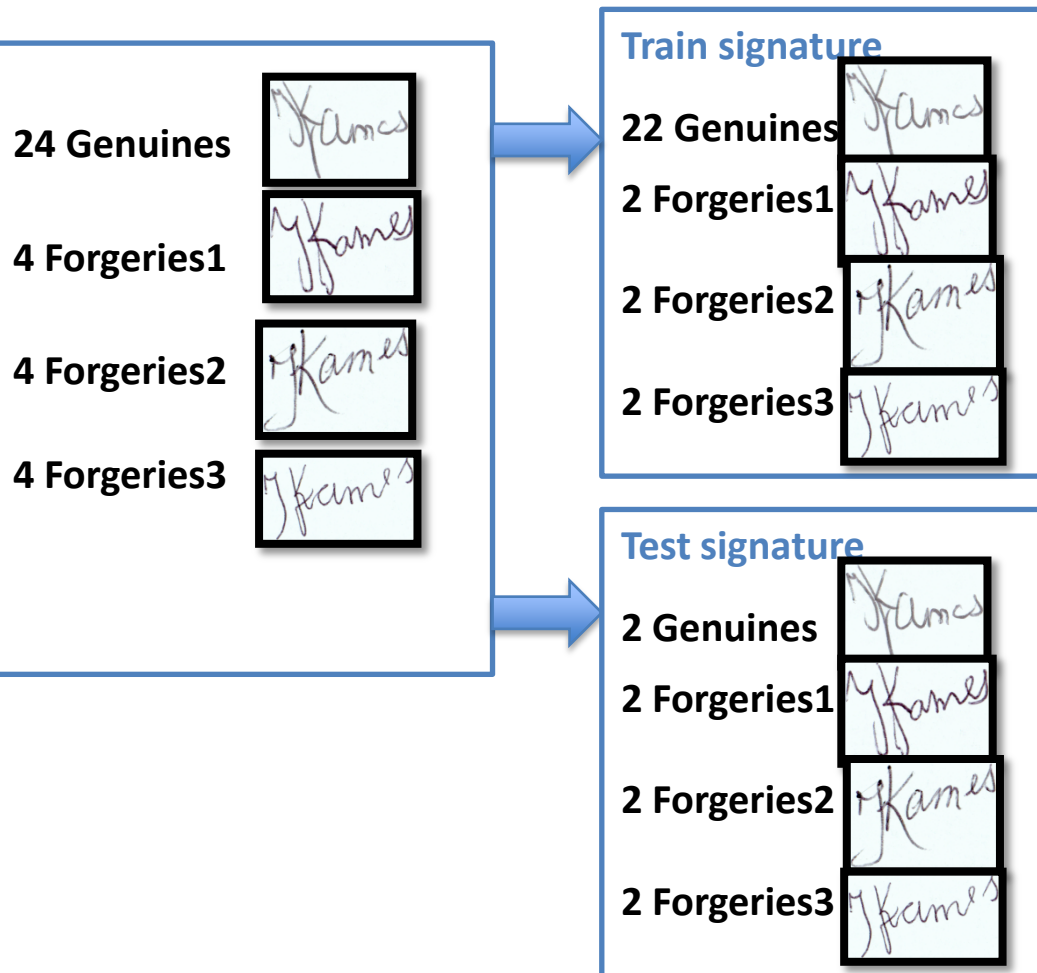 24 Genuines
4 Forgeries1
4 Forgeries2
4 Forgeries3
Train signature
22 Genuines
2 Forgeries1
2 Forgeries2
2 Forgeries3
Test signature
2 Genuines
2 Forgeries1
2 Forgeries2
2 Forgeries3